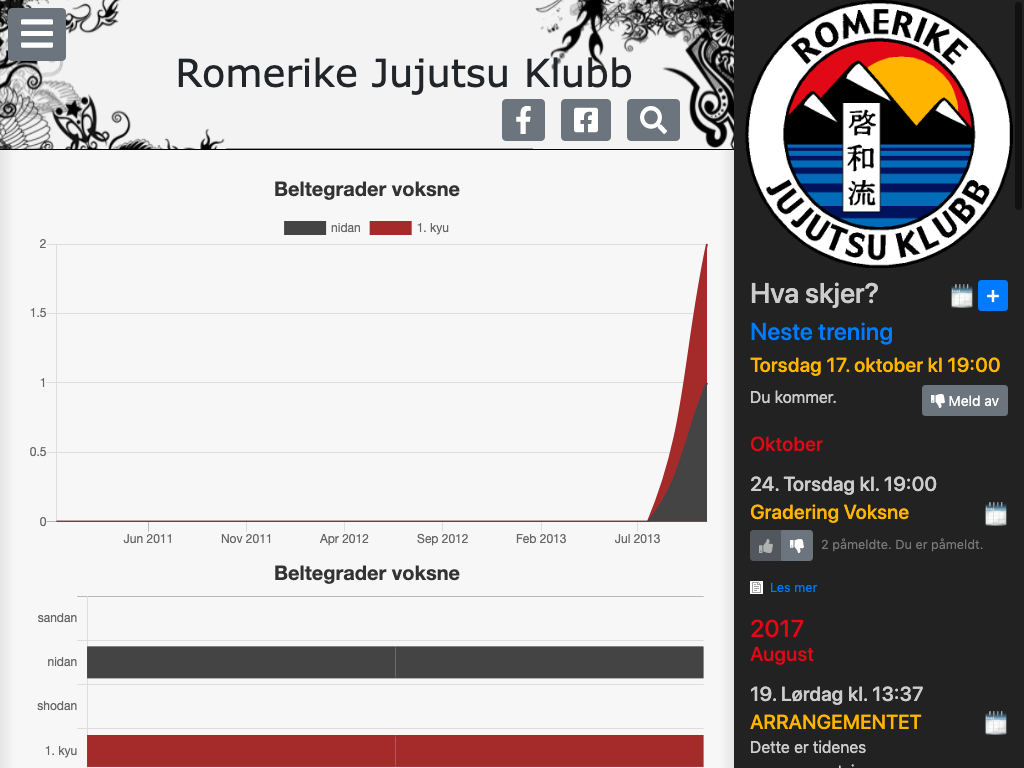 Romerike Jujutsu Klubb
Beltegrader voksne
nidan
1. kyu
2
1.5
1
0.5
0
Jun 2011
Nov 2011
Apr 2012
Sep 2012
Feb 2013
Jul 2013
Beltegrader voksne
sandan
nidan
shodan
1. kyu
ROMERIKE
啓
和
流
JUJUTSU KLUBB
Hva skjer?
Neste trening
Torsdag 17. oktober kl 19:00
Du kommer.
Meld av
Oktober
24. Torsdag kl. 19:00
Gradering Voksne
2 påmeldte. Du er påmeldt.
Les mer
2017
August
19. Lørdag kl. 13:37
ARRANGEMENTET
Dette er tidenes